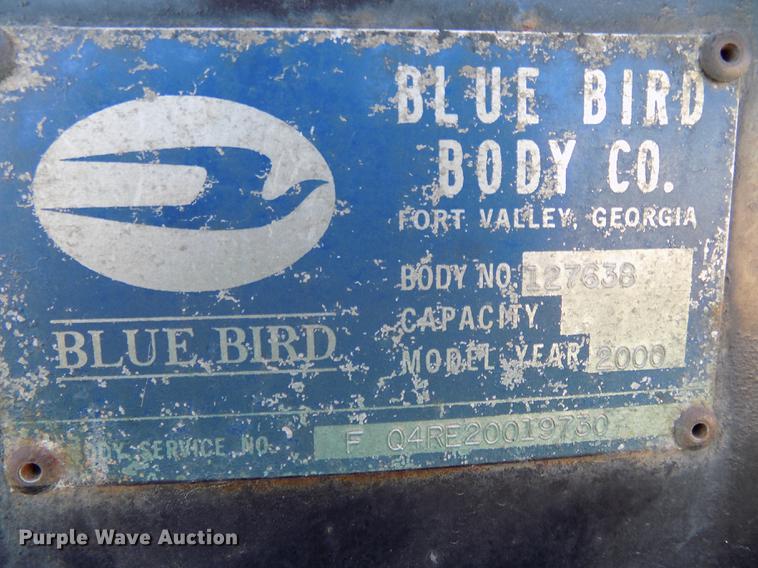 BLUE BIRD
BODY CO.
FORT VALLEY, GEORGIA
BODY NO. 127638
CAPACITY
MODEL YEAR 2000
BLUE BIRD
BODY SERVICE NO. F Q4RE20019730
Purple Wave Auction